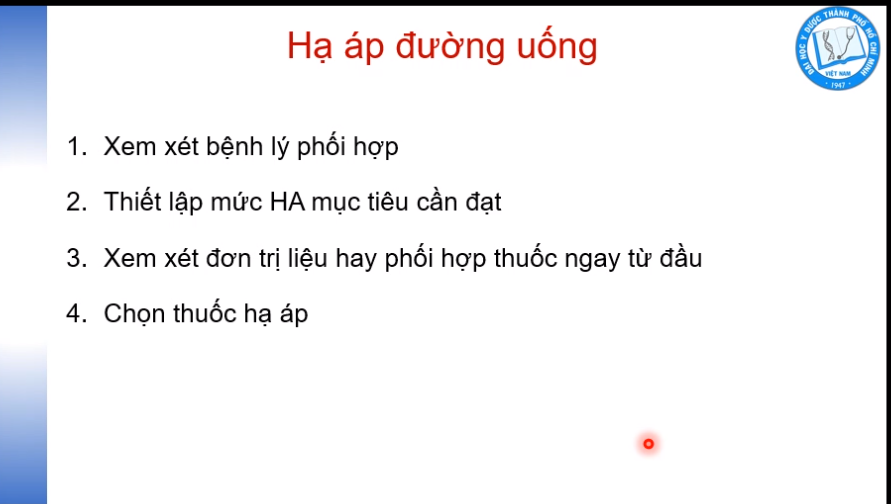 Hạ áp đường uống
ĐẠI HỌC Y DƯỢC THÀNH PHỐ HỒ CHÍ MINH
VIỆT NAM
1947
1. Xem xét bệnh lý phối hợp
2. Thiết lập mức HA mục tiêu cần đạt
3. Xem xét đơn trị liệu hay phối hợp thuốc ngay từ đầu
4. Chọn thuốc hạ áp